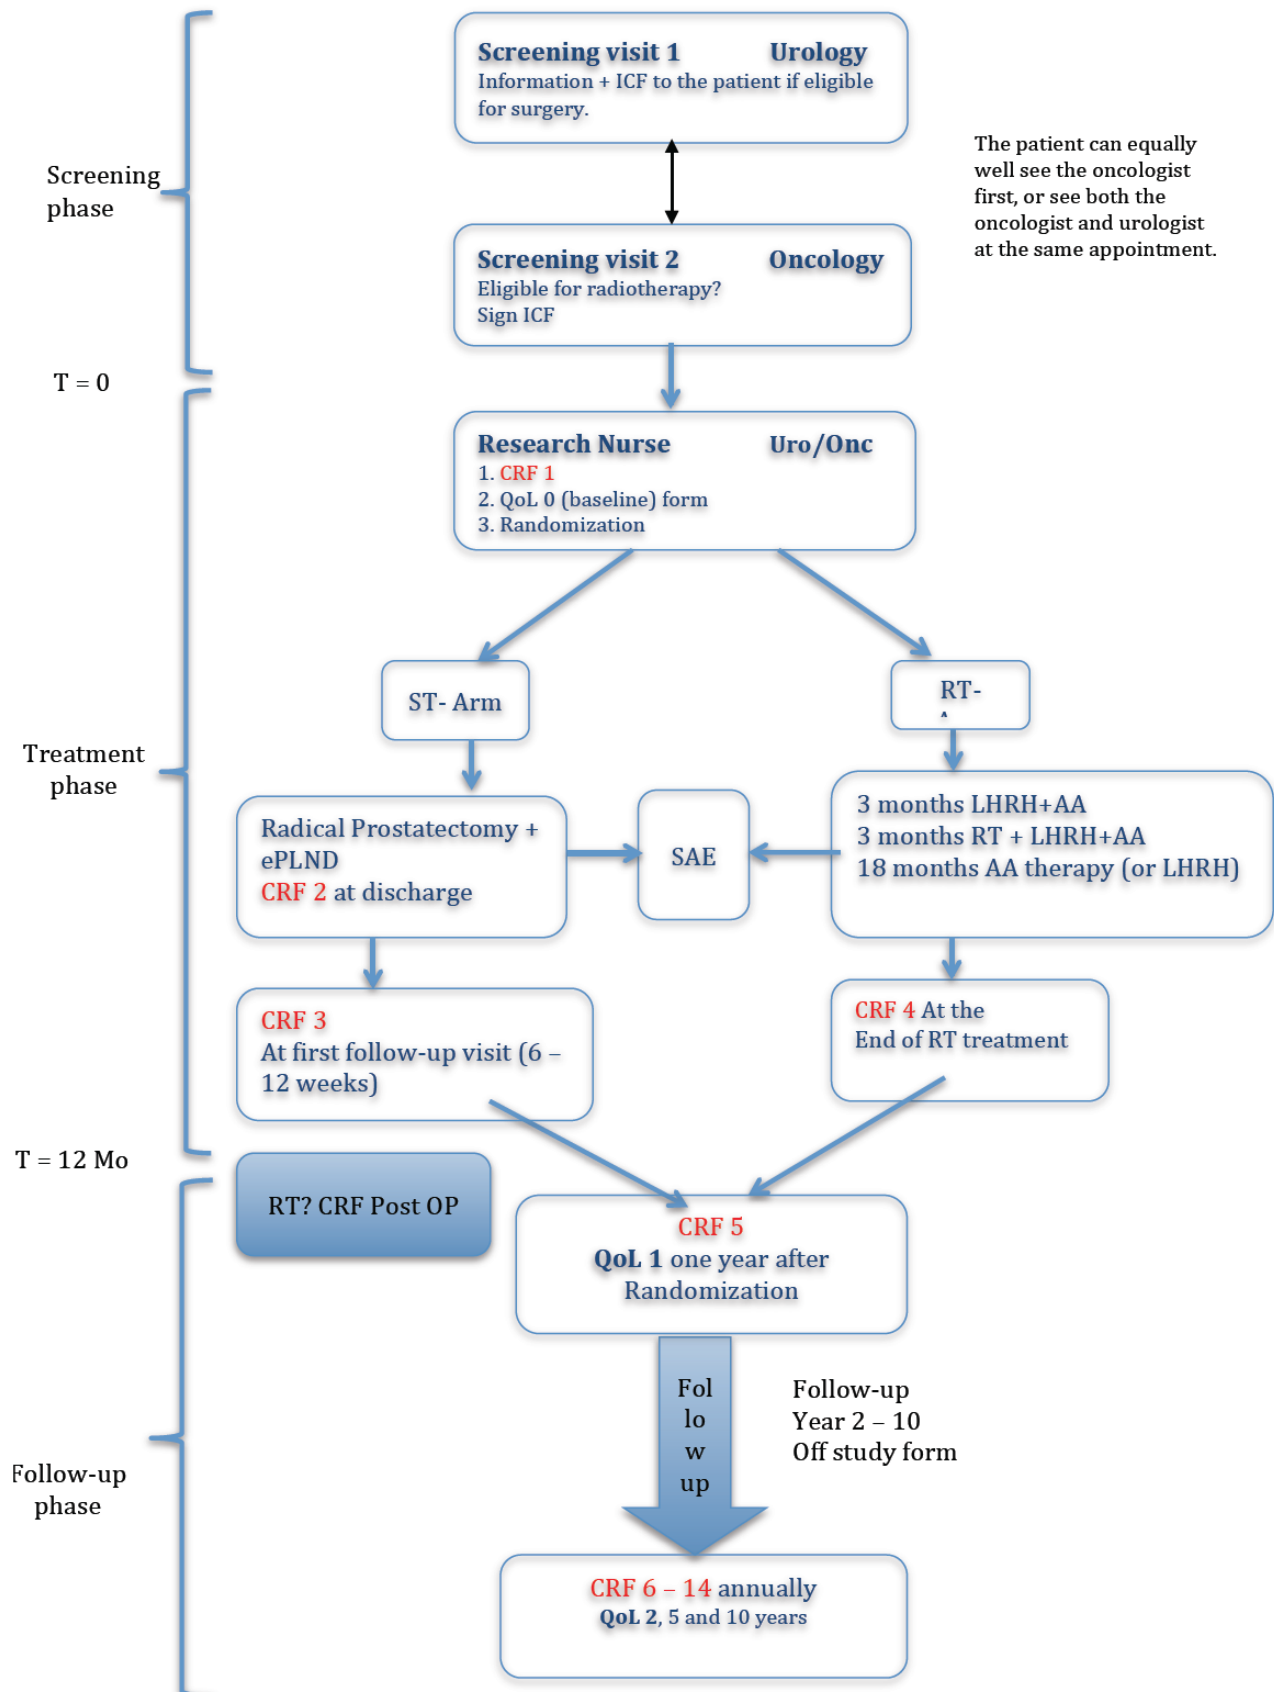 Screening visit 1 Urology
Information + ICF to the patient if eligible
for surgery.
The patient can equally
well see the oncologist
first, or see both the
oncologist and urologist
at the same appointment.
Screening
phase
Screening visit 2 Oncology
Eligible for radiotherapy?
Sign ICF
T = 0
Research Nurse Uro/Onc
1. CRF 1
2. QoL 0 (baseline) form
3. Randomization
ST- Arm
RT-
Treatment
phase
Radical Prostatectomy +
ePLND
CRF 2 at discharge
SAE
3 months LHRH+AA
3 months RT + LHRH+AA
18 months AA therapy (or LHRH)
CRF 3
At first follow-up visit (6 –
12 weeks)
CRF 4 At the
End of RT treatment
T = 12 Mo
RT? CRF Post OP
CRF 5
QoL 1 one year after
Randomization
Fol
lo
w
up
Follow-up
Year 2 – 10
Off study form
Follow-up
phase
CRF 6 – 14 annually
QoL 2, 5 and 10 years